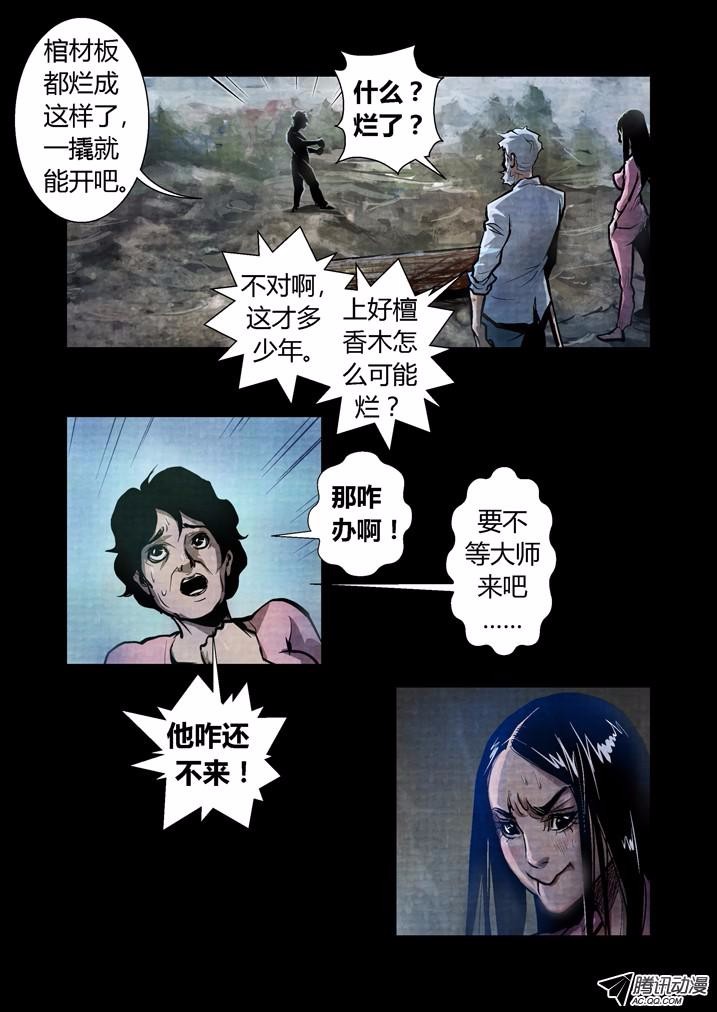 棺材板
都烂成
这样了，
一撬就
能开吧。
什么？
烂了？
不对啊，
这才多
少年。
上好檀
香木怎
么可能
烂？
那咋
办啊！
要不
等大师
来吧
……
他咋还
不来！
腾讯动漫
AC.QQ.COM